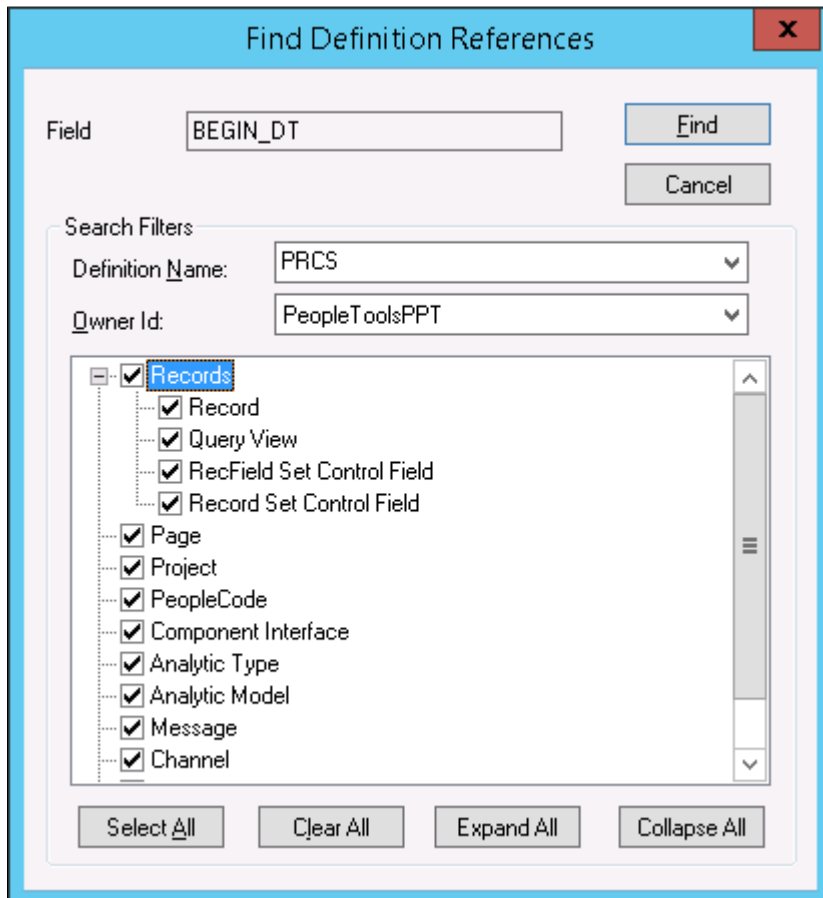 Find Definition References
x
Field
BEGIN_DT
Find
Cancel
Search Filters
Definition Name:
PRCS
Owner Id:
PeopleToolsPPT
Records
Record
Query View
RecField Set Control Field
Record Set Control Field
Page
Project
PeopleCode
Component Interface
Analytic Type
Analytic Model
Message
Channel
Select All
Clear All
Expand All
Collapse All